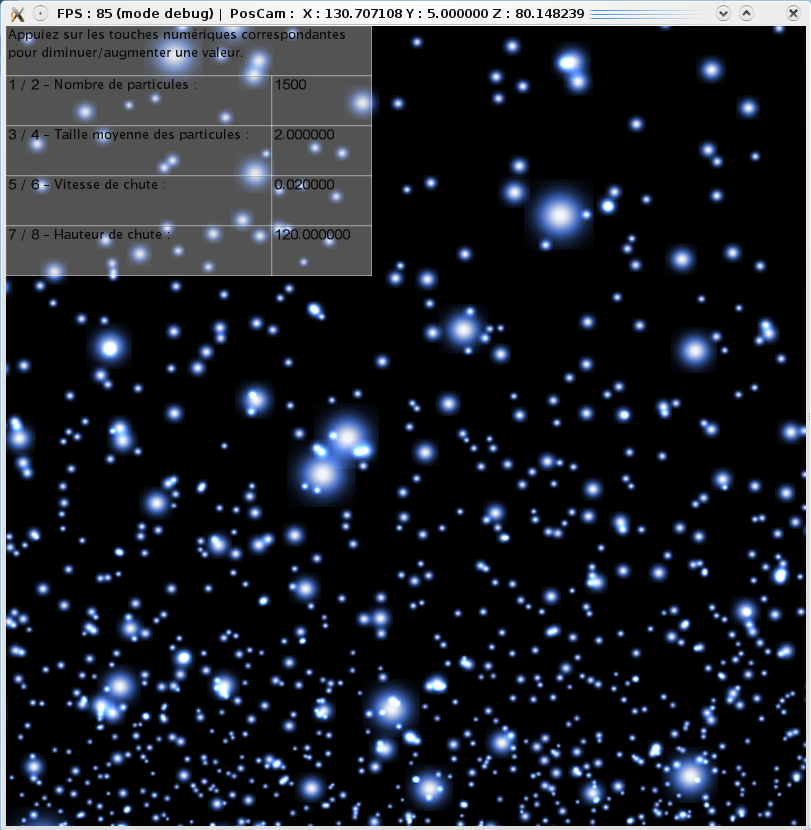 FPS : 85 (mode debug) | PosCam : X : 130.707108 Y : 5.000000 Z : 80.148239
Appuiez sur les touches numériques correspondantes
pour diminuer/augmenter une valeur.
1 / 2 - Nombre de particules : 1500
3 / 4 - Taille moyenne des particules : 2.000000
5 / 6 - Vitesse de chute : 0.020000
7 / 8 - Hauteur de chute : 120.000000